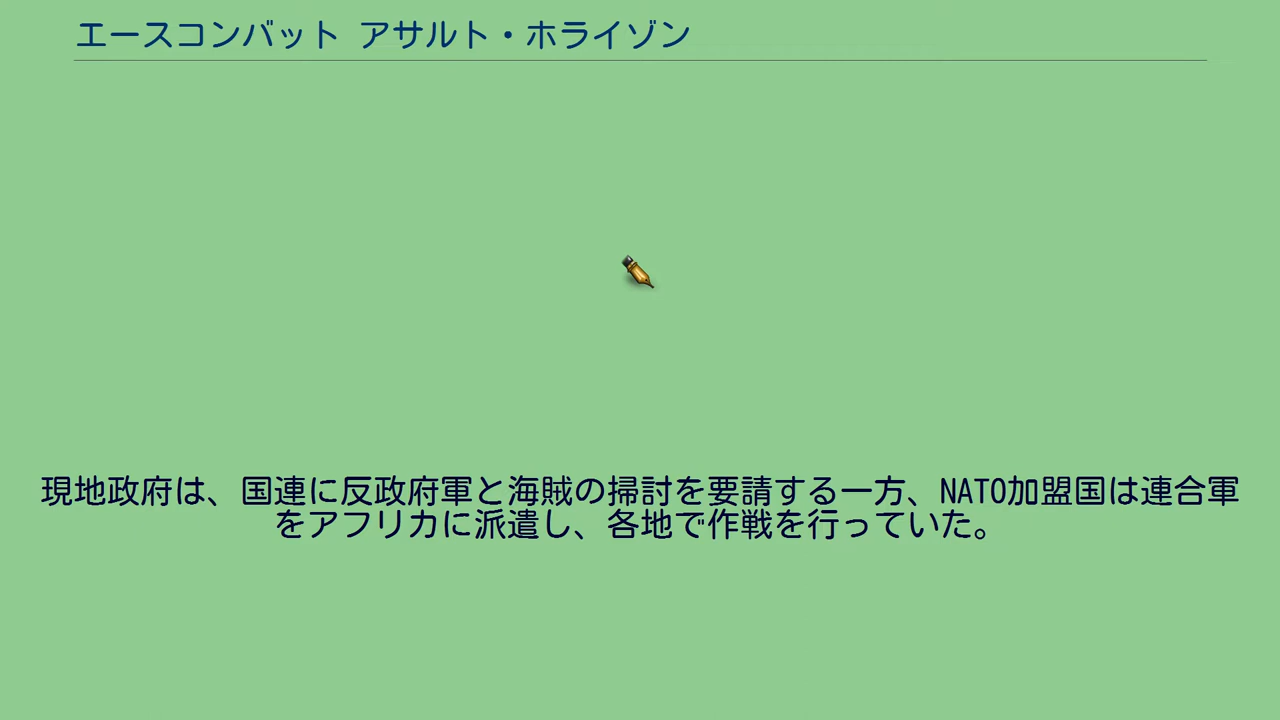 エースコンバット アサルト・ホライゾン
現地政府は、国連に反政府軍と海賊の掃討を要請する一方、NATO加盟国は連合軍
をアフリカに派遣し、各地で作戦を行っていた。